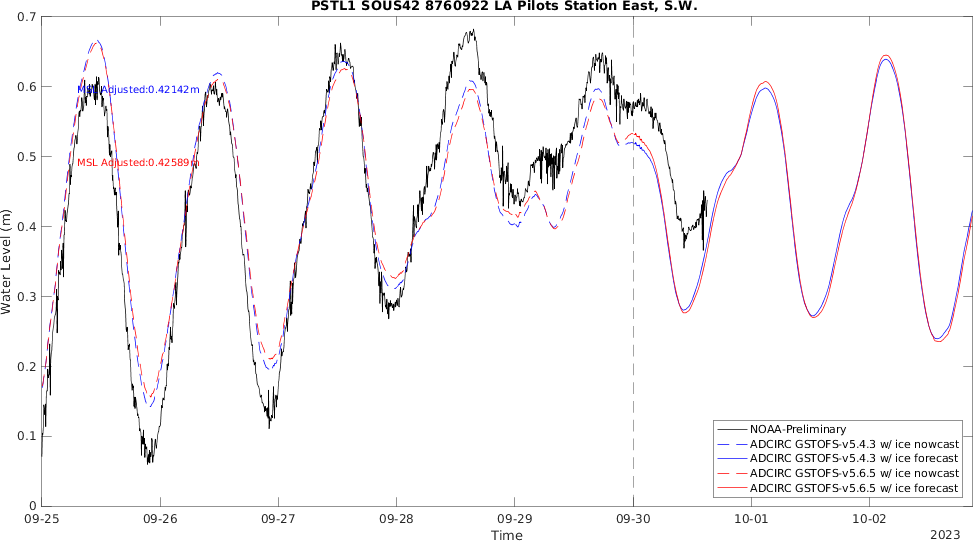 PSTL1 SOUS42 8760922 LA Pilots Station East, S.W.
0.7
0.6
0.5
0.4
0.3
0.2
0.1
0
Water Level (m)
MSL Adjusted:0.42142m
MSL Adjusted:0.42589m
NOAA-Preliminary
ADCIRC GSTOFS-v5.4.3 w/ ice nowcast
ADCIRC GSTOFS-v5.4.3 w/ ice forecast
ADCIRC GSTOFS-v5.6.5 w/ ice nowcast
ADCIRC GSTOFS-v5.6.5 w/ ice forecast
09-25 09-26 09-27 09-28 09-29 09-30 10-01 10-02
Time
2023